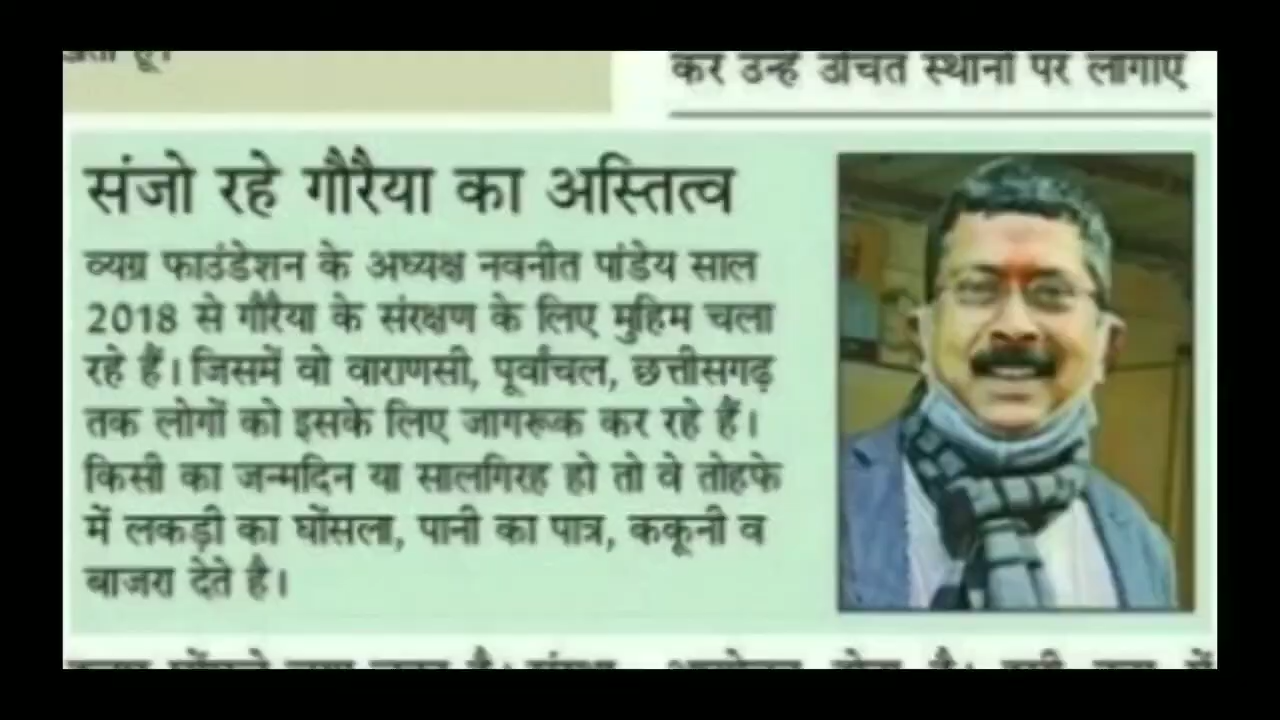 कर उन्हें उचित स्थानों पर लगाए
संजो रहे गौरैया का अस्तित्व
व्यग्र फाउंडेशन के अध्यक्ष नवनीत पांडेय साल
2018 से गौरैया के संरक्षण के लिए मुहिम चला
रहे हैं। जिसमें वो वाराणसी, पूर्वांचल, छत्तीसगढ़
तक लोगों को इसके लिए जागरूक कर रहे हैं।
किसी का जन्मदिन या सालगिरह हो तो वे तोहफे
में लकड़ी का घोंसला, पानी का पात्र, ककूनी व
बाजरा देते है।